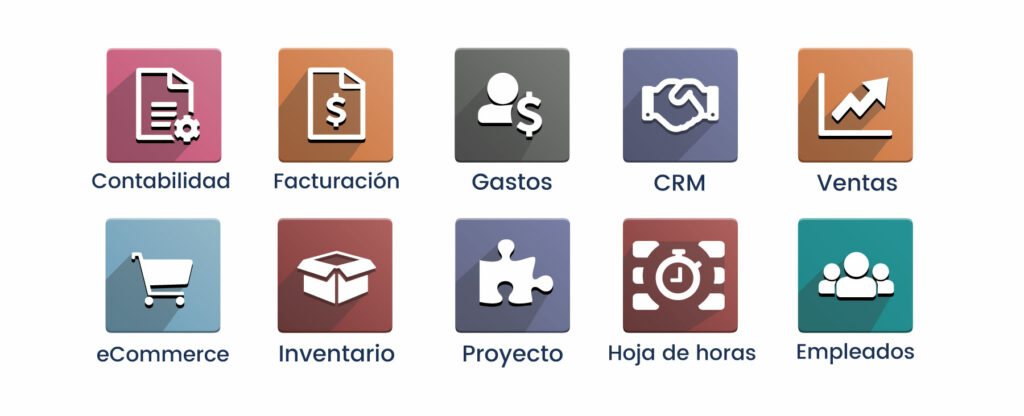 Contabilidad
Facturación
Gastos
CRM
Ventas
eCommerce
Inventario
Proyecto
Hoja de horas
Empleados